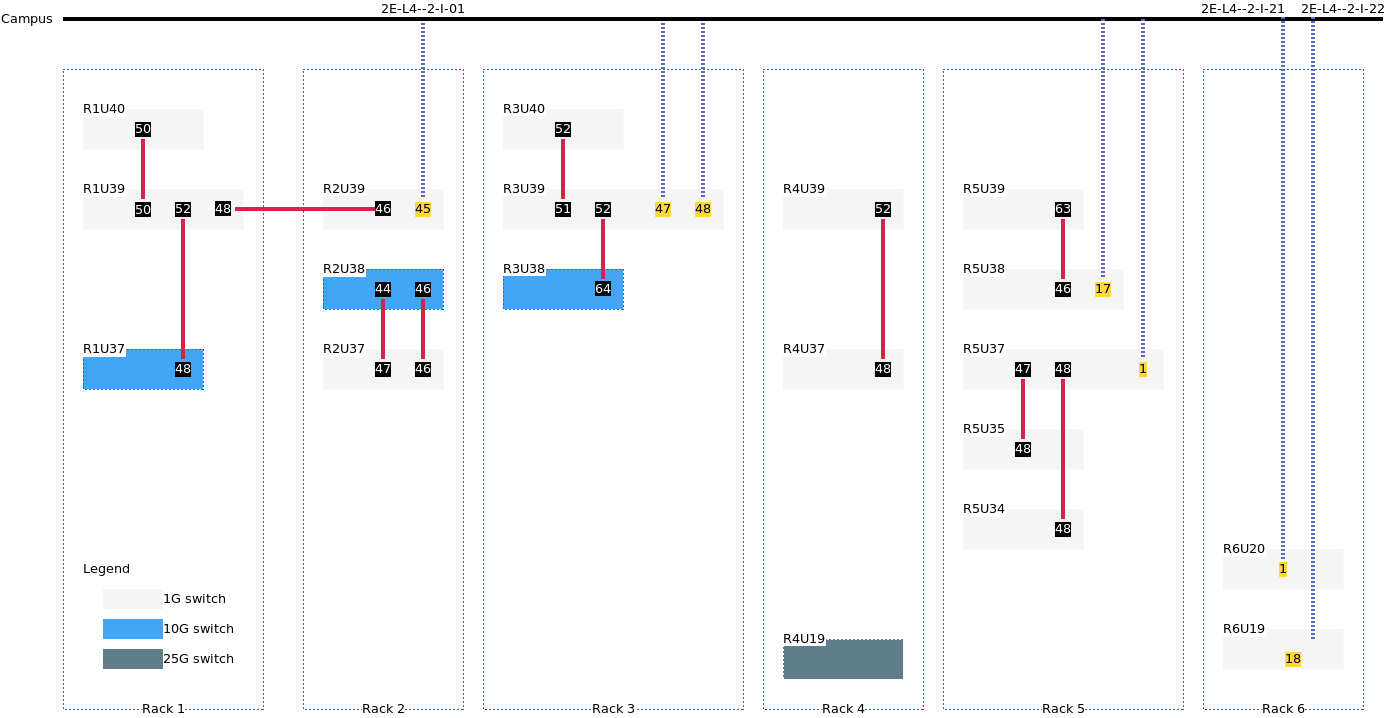 2E-L4--2-I-01 2E-L4--2-I-21 2E-L4--2-I-22
Campus
R1U40 R3U40
50 52
R1U39 R2U39 R3U39 R4U39 R5U39
50 52 48 46 45 51 52 47 48 52 63
R2U38 R3U38 R5U38
44 46 64 46 17
R1U37 R2U37 R4U37 R5U37
48 47 46 48 47 48 1
R5U35
48
R5U34
48
R6U20
Legend 1
1G switch
10G switch R6U19
R4U19
25G switch 18
Rack 1 Rack 2 Rack 3 Rack 4 Rack 5 Rack 6